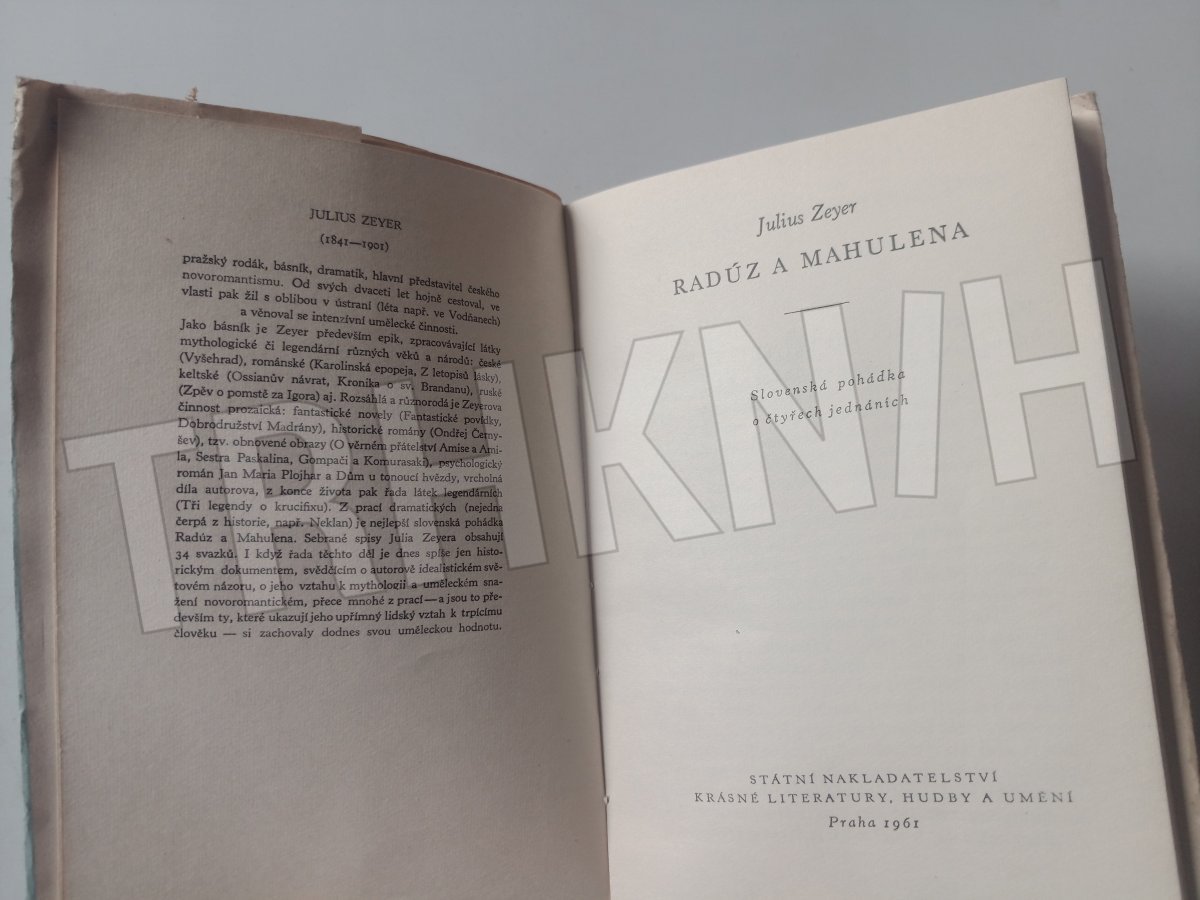 JULIUS ZEYER
(1841—1901)
pražský rodák, básník, dramatik, hlavní představitel českého
novoromantismu. Od svých dvaceti let hojně cestoval, ve
vlasti pak žil s oblibou v ústraní (léta např. ve Vodňanech)
a věnoval se intenzívní umělecké činnosti.
Jako básník je Zeyer především epik, zpracovávající látky
mythologické či legendární různých věků a národů: české
(Vyšehrad), románské (Karolinská epopeja, Z letopisů lásky),
keltské (Ossianův návrat, Kronika o sv. Brandanu), ruské
(Zpěv o pomstě za Igora) aj. Rozsáhlá a různorodá je Zeyerova
činnost prozaická: fantastické novely (Fantastické povídky,
Dobrodružství Madrány), historické romány (Ondřej Černy-
šev), tzv. obnovené obrazy (O věrném přátelství Amise a Ami-
la, Sestra Paskalina, Gompači a Komurasaki), psychologický
román Jan Maria Plojhar a Dům u tonoucí hvězdy, vrcholná
díla autorova, z konce života pak řada látek legendárních
(Tři legendy o krucifixu). Z prací dramatických (nejedna
čerpá z historie, např. Neklan) je nejlepší slovenská pohádka
Radúz a Mahulena. Sebrané spisy Julia Zeyera obsahují
34 svazků. I když řada těchto děl je dnes spíše jen histo-
rickým dokumentem, svědčícím o autorově idealistickém svě-
tovém názoru, o jeho vztahu k mythologii a uměleckém sna-
žení novoromantickém, přece mnohé z prací — a jsou to pře-
devším ty, které ukazují jeho upřímný lidský vztah k trpícímu
člověku — si zachovaly dodnes svou uměleckou hodnotu.
Julius Zeyer
RADÚZ A MAHULENA
Slovenská pohádka
o čtyřech jednáních
STÁTNÍ NAKLADATELSTVÍ
KRÁSNÉ LITERATURY, HUDBY A UMĚNÍ
Praha 1961